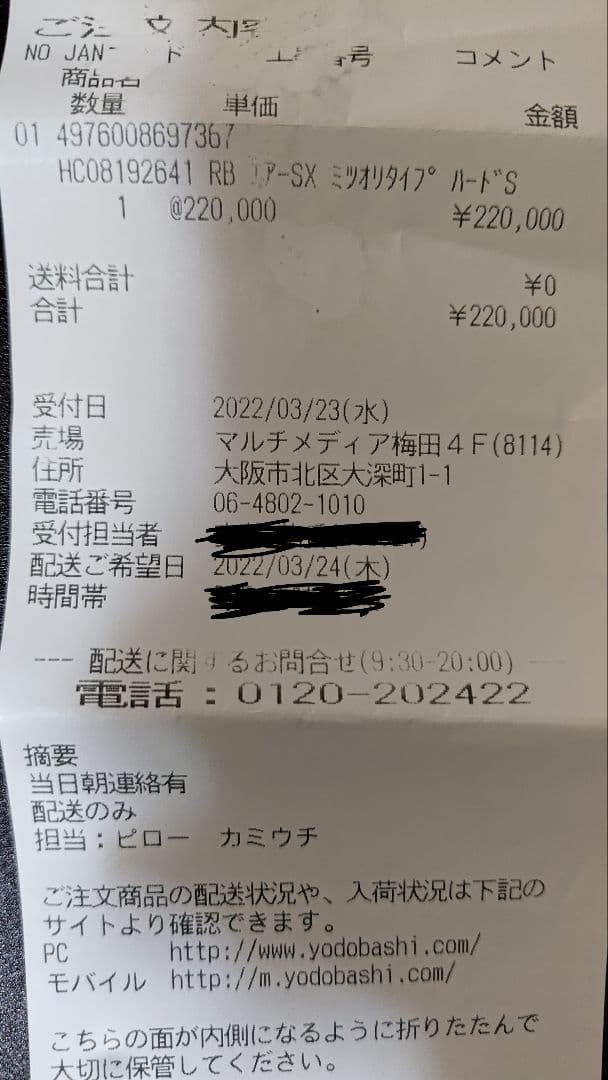 NO JAN コメント
商品名
数量 単価 金額
01 4976008697367
HC08192641 RB エアーSX ミツオリタイプ ハードS
1 @220,000 ¥220,000
送料合計 ¥0
合計 ¥220,000
受付日 2022/03/23(水)
売場 マルチメディア梅田4F(8114)
住所 大阪市北区大深町1-1
電話番号 06-4802-1010
受付担当者
配送ご希望日 2022/03/24(木)
時間帯
--- 配送に関するお問合せ(9:30-20:00) ---
電話：0120-202422
摘要
当日朝連絡有
配送のみ
担当：ピロー カミウチ
ご注文商品の配送状況や、入荷状況は下記の
サイトより確認できます。
PC http://www.yodobashi.com/
モバイル http://m.yodobashi.com/
こちらの面が内側になるように折りたたんで
大切に保管してください。